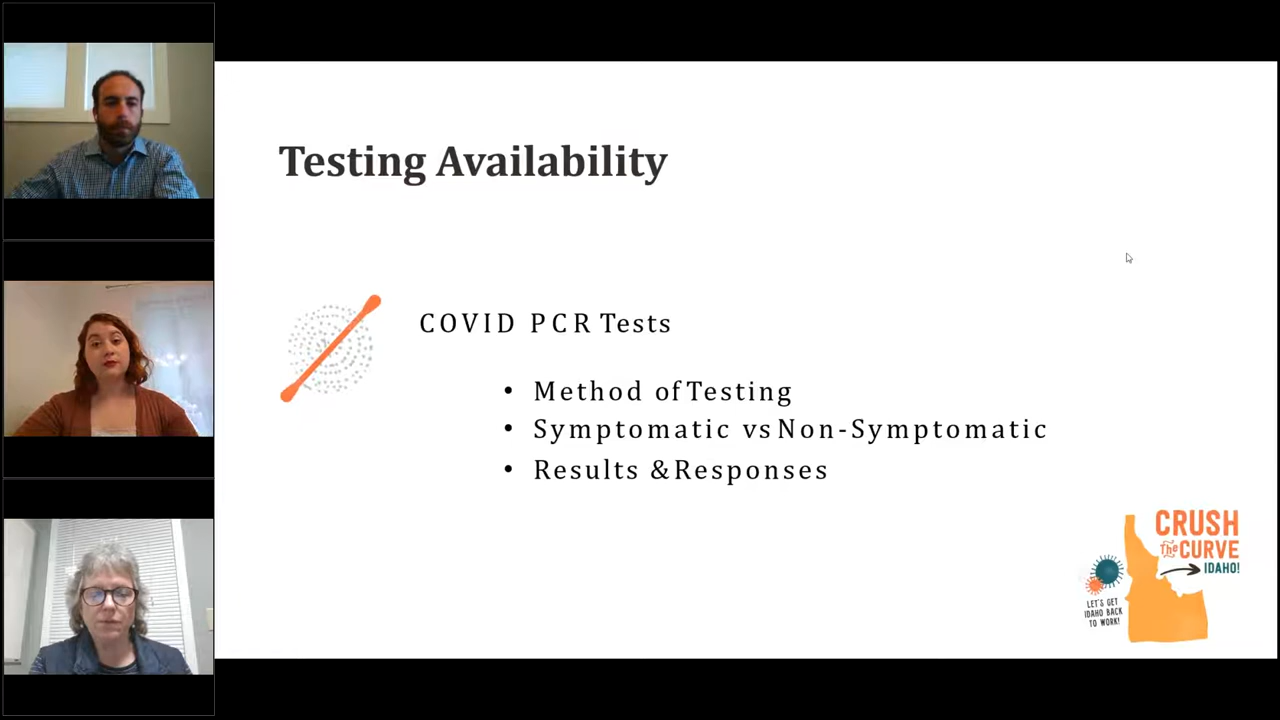 Testing Availability
COVID PCR Tests
• Method of Testing
• Symptomatic vs Non-Symptomatic
• Results & Responses
CRUSH
The CURVE
IDAHO!
LET'S GET
IDAHO BACK
TO WORK!